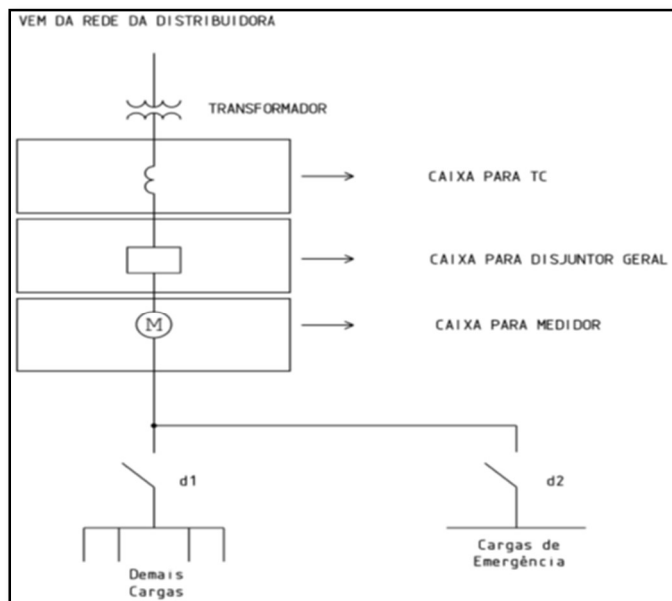 VEM DA REDE DA DISTRIBUIDORA
TRANSFORMADOR
CAIXA PARA TC
CAIXA PARA DISJUNTOR GERAL
M
CAIXA PARA MEDIDOR
d1
d2
Demais
Cargas
Cargas de
Emergência